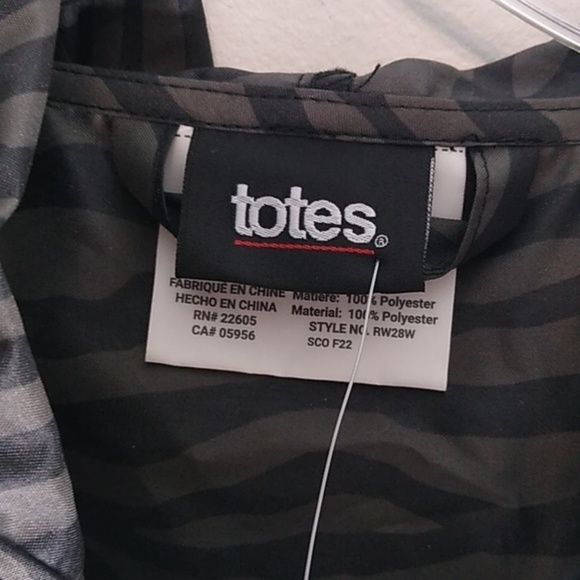 totes®
FABRIQUÉ EN CHINE
HECHO EN CHINA
RN# 22605
CA# 05956
Matière: 100% Polyester
Material: 100% Polyester
STYLE NO. RW28W
SCO F22